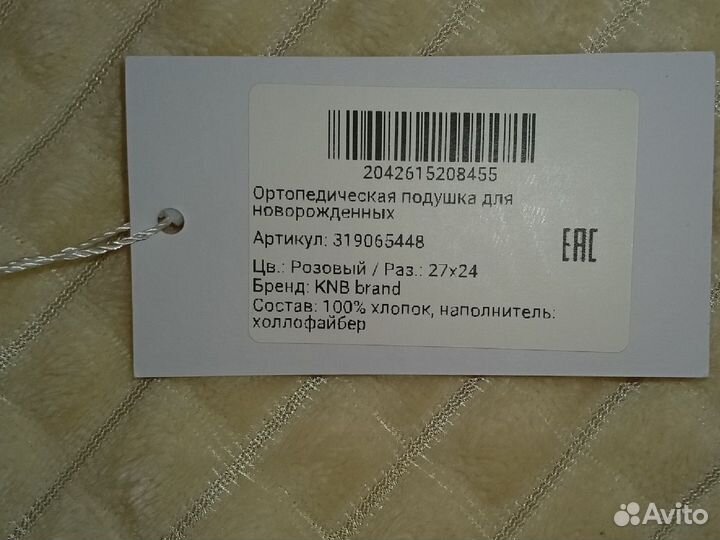 2042615208455
Ортопедическая подушка для
новорожденных
Артикул: 319065448
EAC
Цв.: Розовый / Раз.: 27x24
Бренд: KNB brand
Состав: 100% хлопок, наполнитель:
холлофайбер
Avito